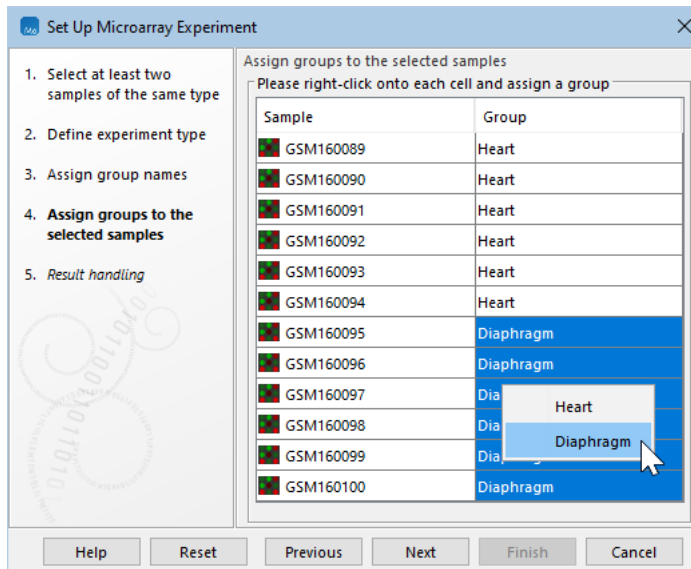 Mo Set Up Microarray Experiment
1. Select at least two
samples of the same type
2. Define experiment type
3. Assign group names
4. Assign groups to the
selected samples
5. Result handling
Assign groups to the selected samples
Please right-click onto each cell and assign a group
Sample Group
GSM160089 Heart
GSM160090 Heart
GSM160091 Heart
GSM160092 Heart
GSM160093 Heart
GSM160094 Heart
GSM160095 Diaphragm
GSM160096 Diaphragm
GSM160097 Dia
Heart
GSM160098 Dia
Diaphragm
GSM160099 Dia
GSM160100 Diaphragm
Help Reset Previous Next Finish Cancel